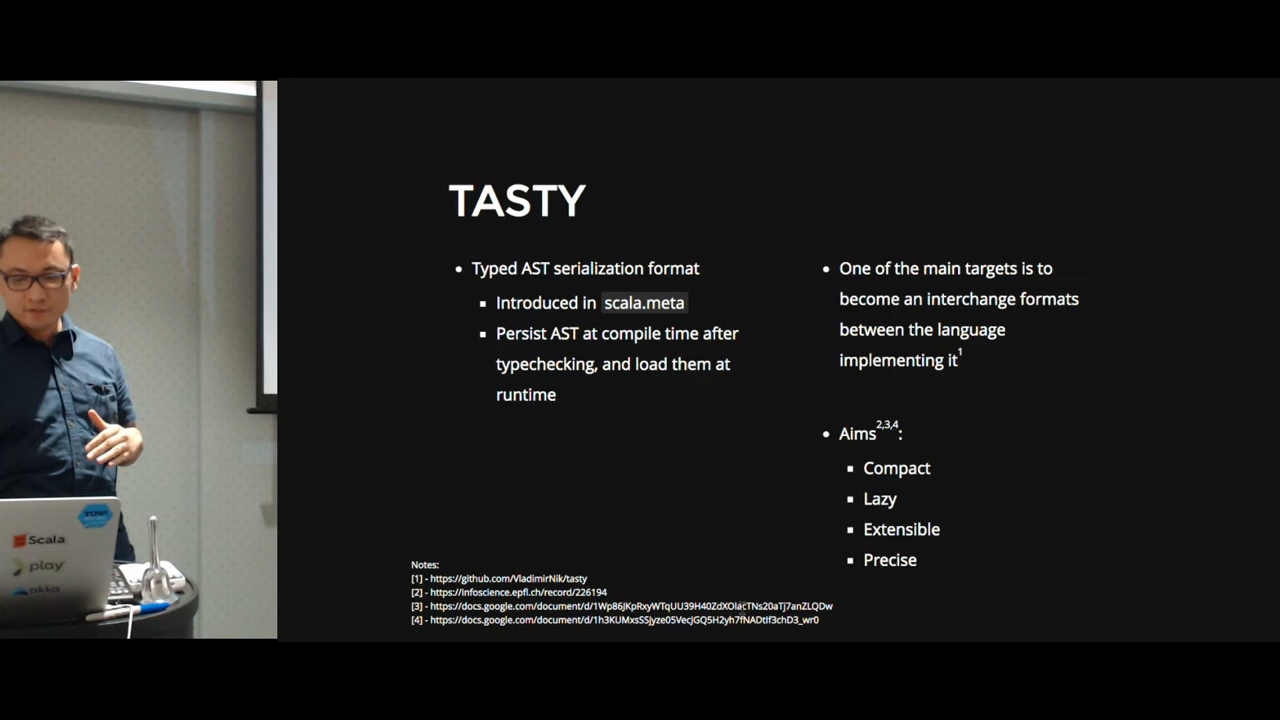 TASTY
Typed AST serialization format
Introduced in scala.meta
Persist AST at compile time after
typechecking, and load them at
runtime
One of the main targets is to
become an interchange formats
between the language
implementing it1
Aims2,3,4:
Compact
Lazy
Extensible
Precise
Notes:
[1] - https://github.com/VladimirNik/tasty
[2] - https://infoscience.epfl.ch/record/226194
[3] - https://docs.google.com/document/d/1Wp86JKpRxyWTqUU39H40ZdXOlacTNs20aTj7anZLQDw
[4] - https://docs.google.com/document/d/1h3KUMxsSSjyze05VecJGQ5H2yh7fNADtIf3chD3_wr0
Scala
play
akka